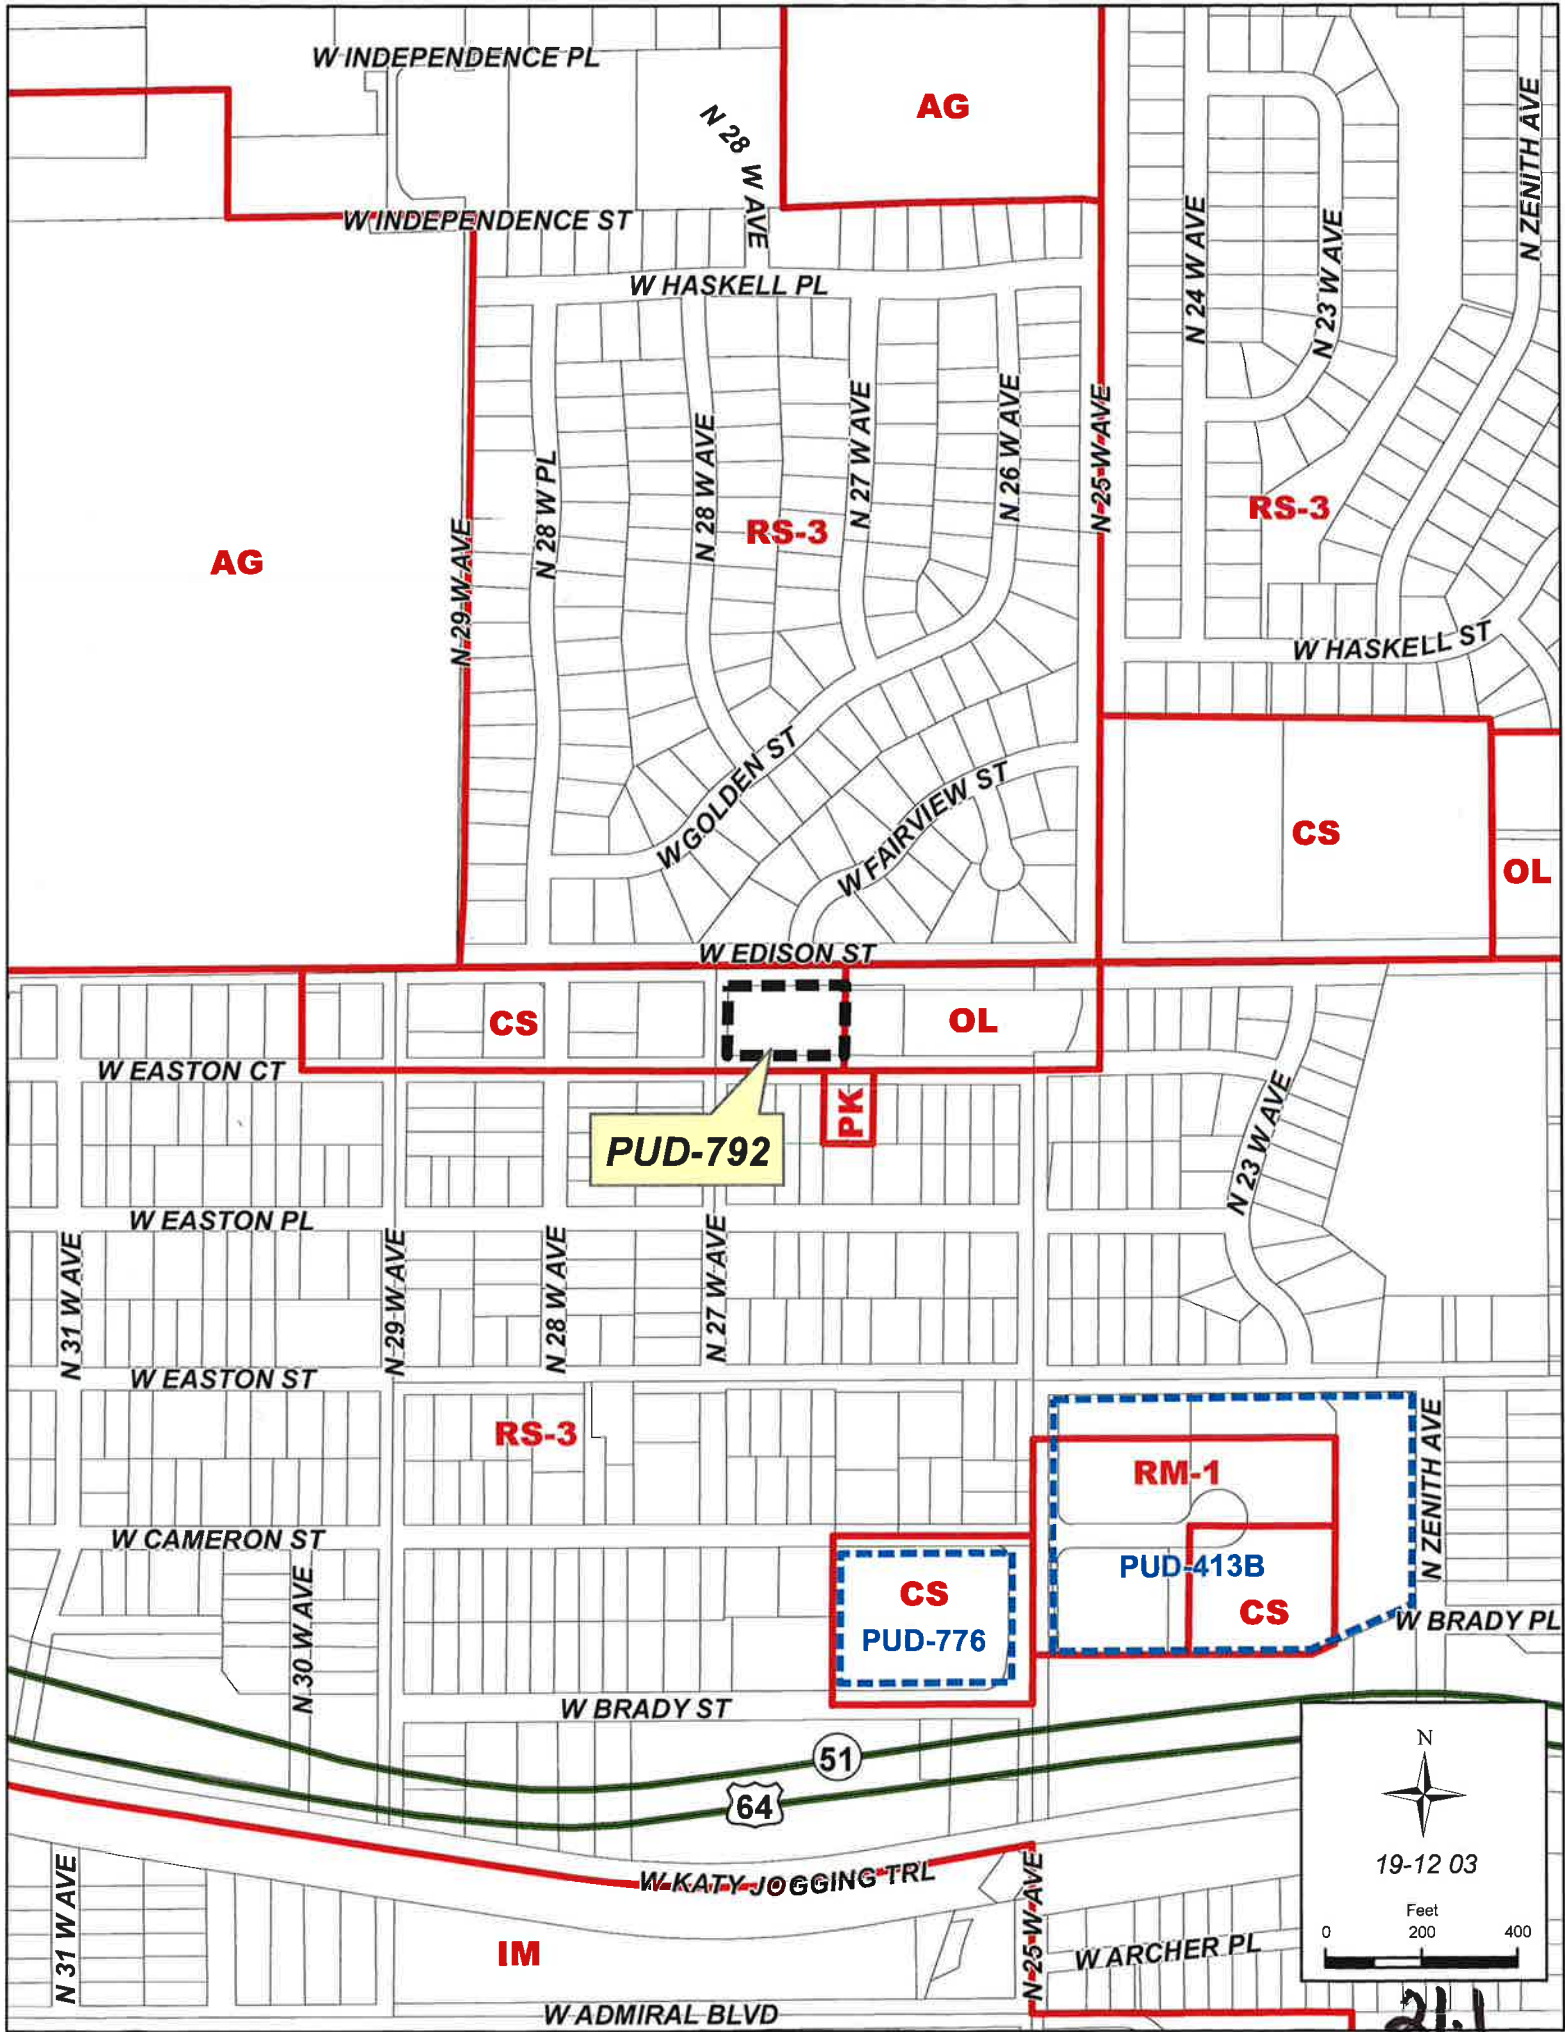 W INDEPENDENCE PL
AG
N 28 W AVE
N ZENITH AVE
W INDEPENDENCE ST
N 24 W AVE
N 23 W AVE
W HASKELL PL
N 28 W PL
N 28 W AVE
N 27 W AVE
N 26 W AVE
N 25 W AVE
RS-3
RS-3
AG
N 29 W AVE
W HASKELL ST
W GOLDEN ST
W FAIRVIEW ST
CS
OL
W EDISON ST
CS
OL
W EASTON CT
PK
PUD-792
N 23 W AVE
W EASTON PL
N 31 W AVE
N 29 W AVE
N 28 W AVE
N 27 W AVE
W EASTON ST
RS-3
RM-1
N ZENITH AVE
W CAMERON ST
PUD-413B
CS
CS
PUD-776
N 30 W AVE
W BRADY PL
W BRADY ST
51
64
N
19-12 03
Feet
0 200 400
W KATY JOGGING TRL
N 31 W AVE
IM
N 25 W AVE
W ARCHER PL
W ADMIRAL BLVD